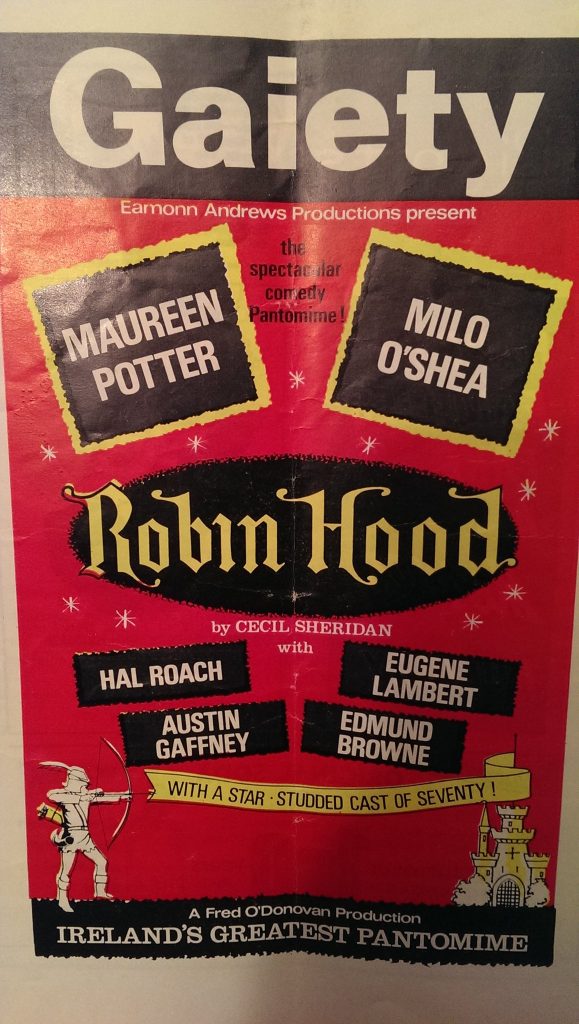 Gaiety
Eamonn Andrews Productions present
the
spectacular
comedy
Pantomime!
MAUREEN
POTTER
MILO
O'SHEA
Robin Hood
by CECIL SHERIDAN
with
HAL ROACH
EUGENE
LAMBERT
AUSTIN
GAFFNEY
EDMUND
BROWNE
WITH A STAR · STUDDED CAST OF SEVENTY !
A Fred O'Donovan Production
IRELAND'S GREATEST PANTOMIME